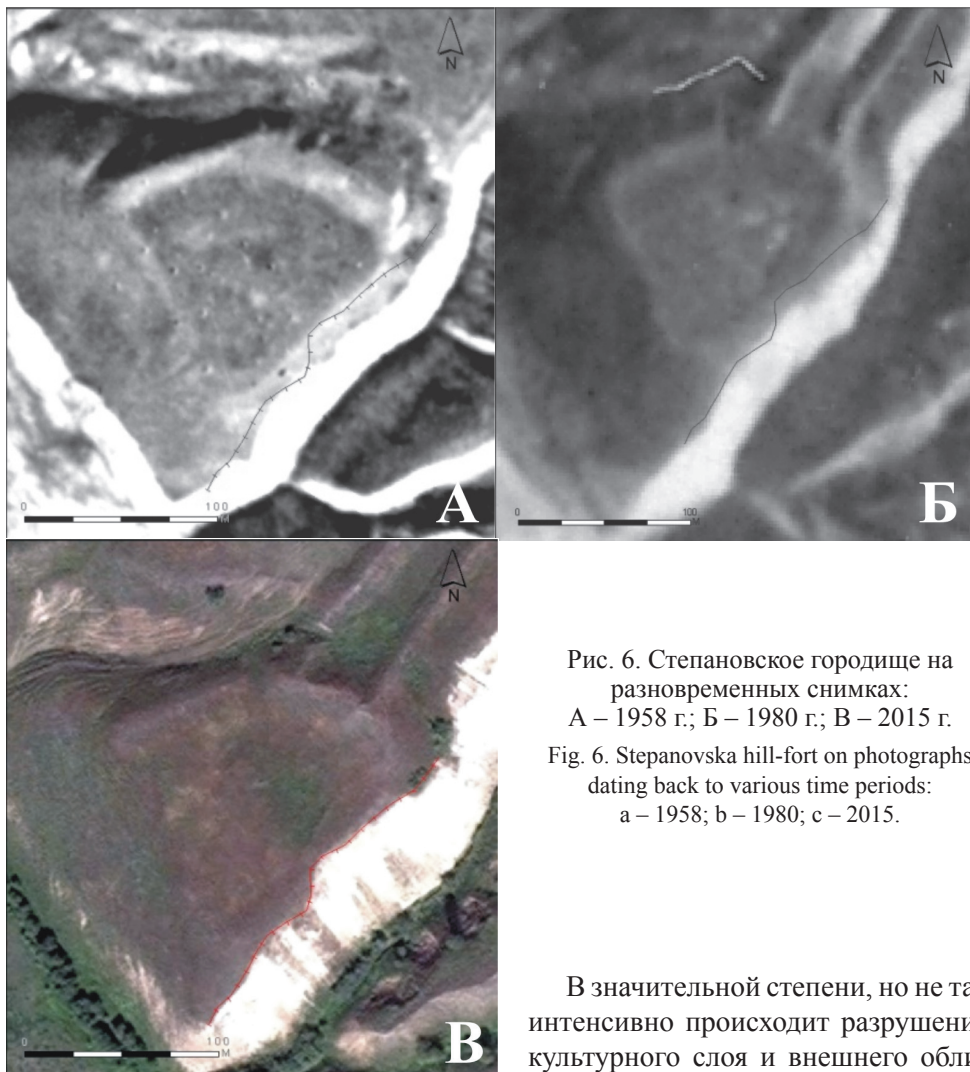 N
N
0 100
М
А
0 100
М
Б
N
0 100
М
В
Рис. 6. Степановское городище на
разновременных снимках:
А – 1958 г.; Б – 1980 г.; В – 2015 г.
Fig. 6. Stepanovska hill-fort on photographs
dating back to various time periods:
a – 1958; b – 1980; c – 2015.
В значительной степени, но не та
интенсивно происходит разрушени
культурного слоя и внешнего обли